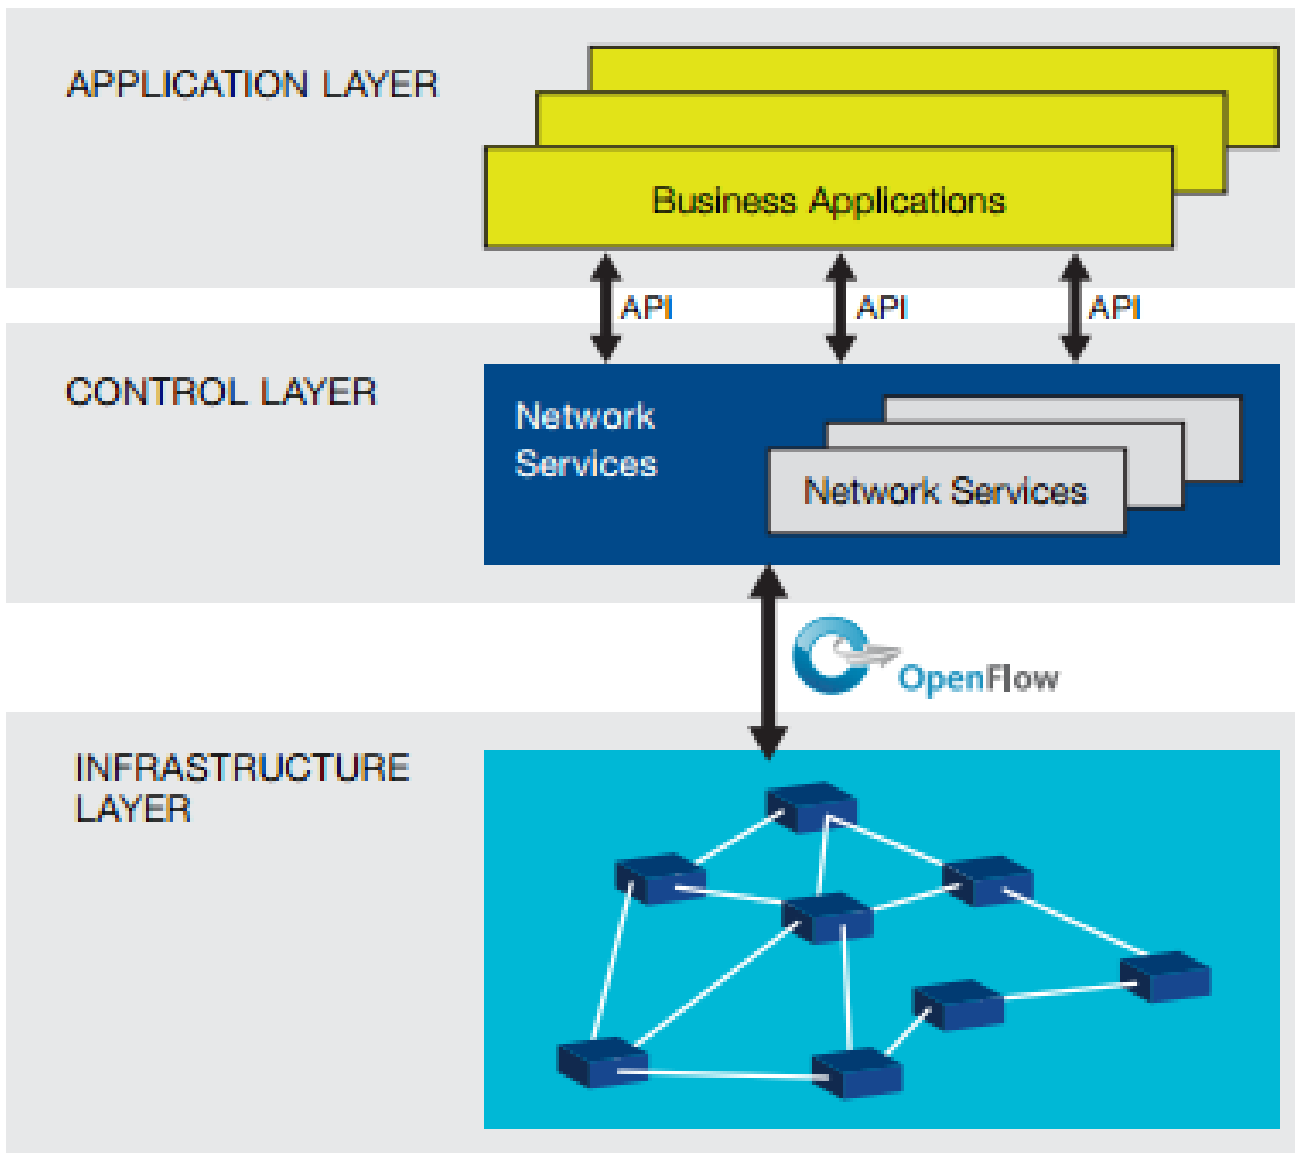 APPLICATION LAYER
Business Applications
API
API
API
CONTROL LAYER
Network
Services
Network Services
OpenFlow
INFRASTRUCTURE
LAYER